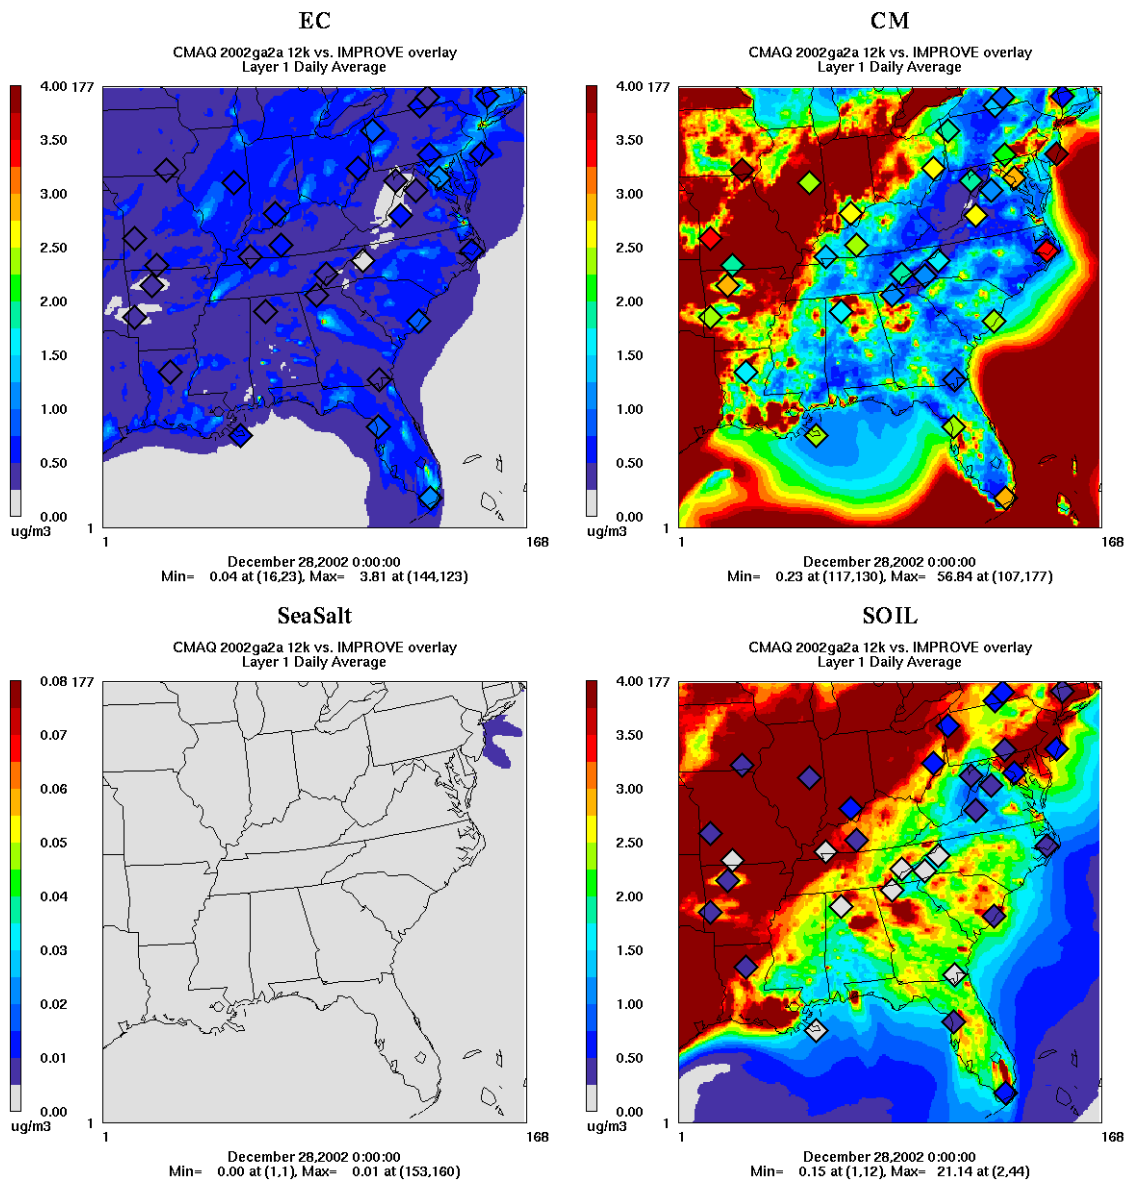 EC
CMAQ 2002ga2a 12k vs. IMPROVE overlay
Layer 1 Daily Average
4.00 177
3.50
3.00
2.50
2.00
1.50
1.00
0.50
0.00
ug/m3
1
1 168
December 28,2002 0:00:00
Min= 0.04 at (16,23), Max= 3.81 at (144,123)
CM
CMAQ 2002ga2a 12k vs. IMPROVE overlay
Layer 1 Daily Average
4.00 177
3.50
3.00
2.50
2.00
1.50
1.00
0.50
0.00
ug/m3
1
1 168
December 28,2002 0:00:00
Min= 0.23 at (117,130), Max= 56.84 at (107,177)
SeaSalt
CMAQ 2002ga2a 12k vs. IMPROVE overlay
Layer 1 Daily Average
0.08 177
0.07
0.06
0.05
0.04
0.03
0.02
0.01
0.00
ug/m3
1
1 168
December 28,2002 0:00:00
Min= 0.00 at (1,1), Max= 0.01 at (153,160)
SOIL
CMAQ 2002ga2a 12k vs. IMPROVE overlay
Layer 1 Daily Average
4.00 177
3.50
3.00
2.50
2.00
1.50
1.00
0.50
0.00
ug/m3
1
1 168
December 28,2002 0:00:00
Min= 0.15 at (1,12), Max= 21.14 at (2,44)